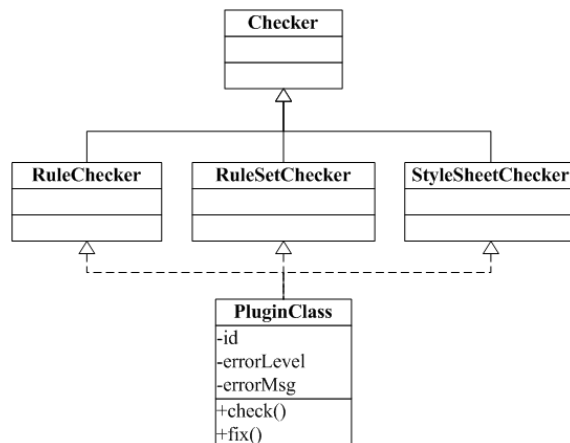 Checker
RuleChecker
RuleSetChecker
StyleSheetChecker
PluginClass
-id
-errorLevel
-errorMsg
+check()
+fix()